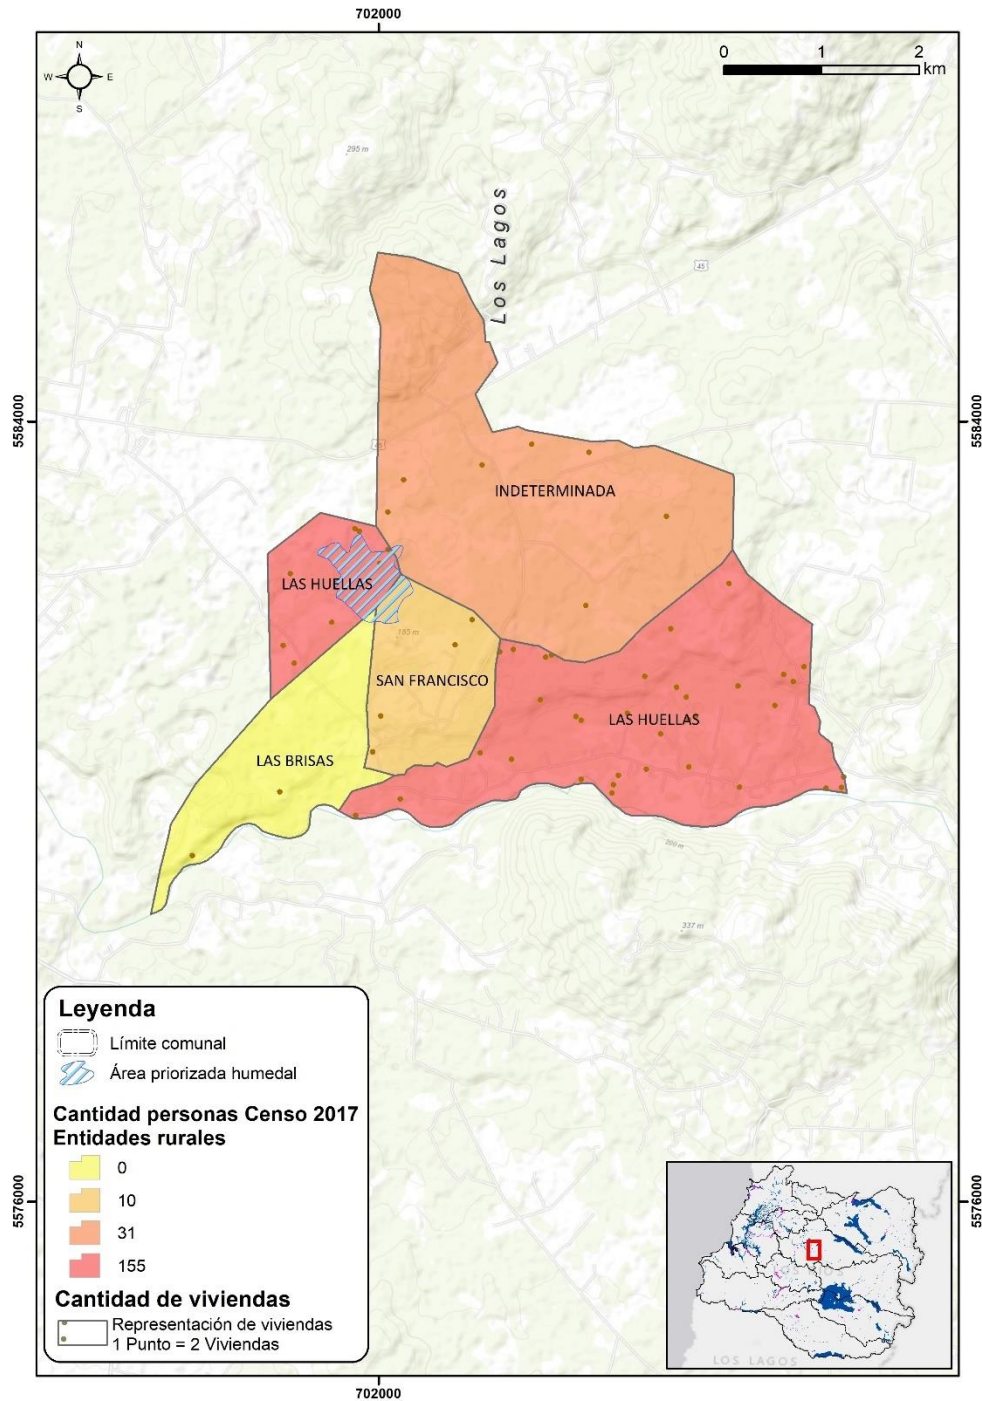 702000
N
W E
S
0 1 2
km
295 m
Los Lagos
45
5584000
5584000
45
INDETERMINADA
LAS HUELLAS
185 m
SAN FRANCISCO
LAS HUELLAS
LAS BRISAS
200 m
337 m
Leyenda
Límite comunal
Área priorizada humedal
Cantidad personas Censo 2017
Entidades rurales
0
10
31
155
Cantidad de viviendas
Representación de viviendas
1 Punto = 2 Viviendas
5576000
5576000
LOS LAGOS
702000